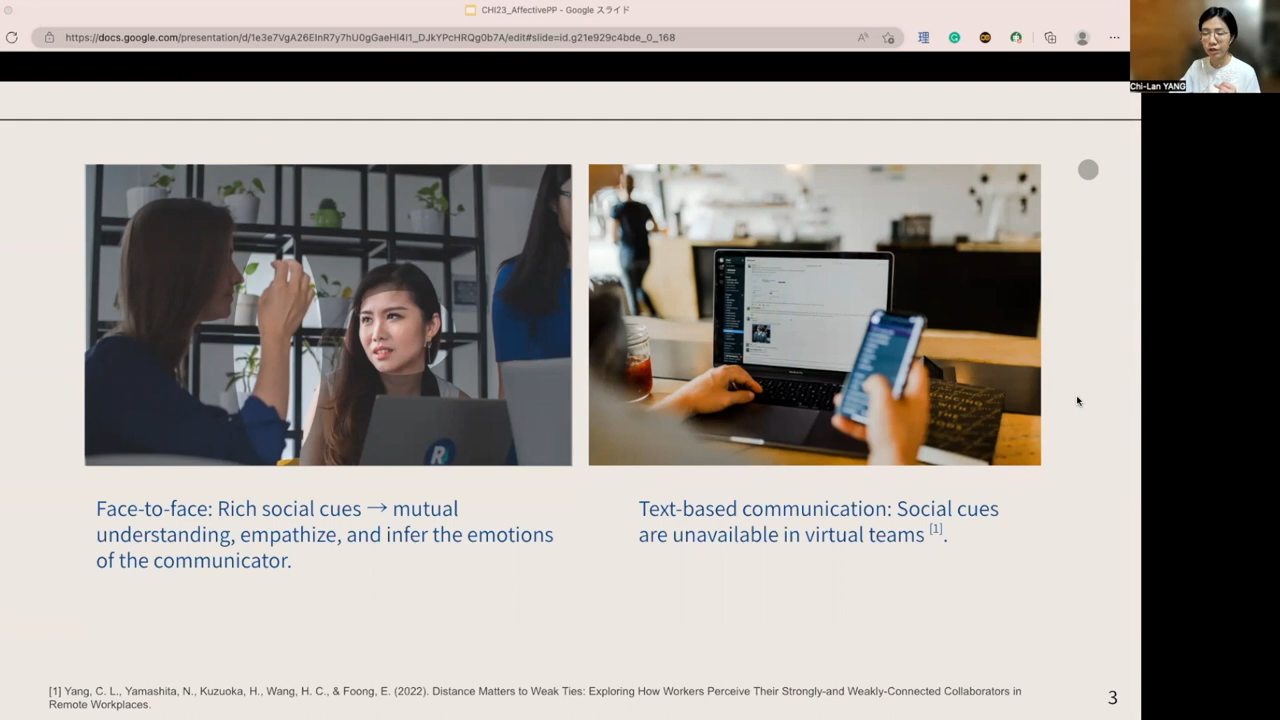 CHI23_AffectivePP - Google スライド
https://docs.google.com/presentation/d/1e3e7VgA26EInR7y7hU0gGaeHl4I1_DJkYPcHRQg0b7A/edit#slide=id.g21e929c4bde_0_168
理
Chi-Lan YANG
Face-to-face: Rich social cues → mutual
understanding, empathize, and infer the emotions
of the communicator.
Text-based communication: Social cues
are unavailable in virtual teams [1].
[1] Yang, C. L., Yamashita, N., Kuzuoka, H., Wang, H. C., & Foong, E. (2022). Distance Matters to Weak Ties: Exploring How Workers Perceive Their Strongly-and Weakly-Connected Collaborators in
Remote Workplaces.
3